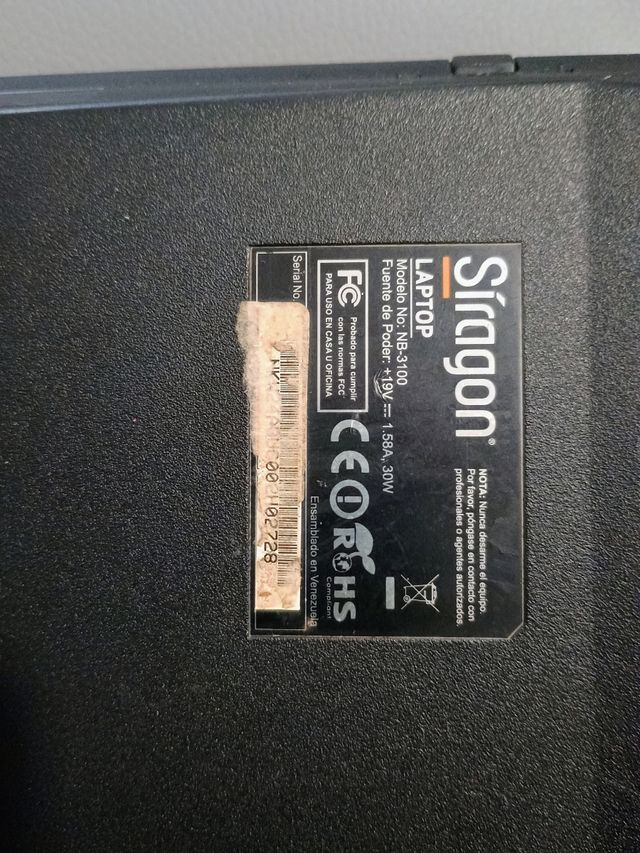 Síragon®
LAPTOP
Modelo No: NB-3100
Fuente de Poder: +19V 1.58A, 30W
NOTA: Nunca desarme el equipo.
Por favor, póngase en contacto con
profesionales o agentes autorizados.
FC
Probado para cumplir
con las normas FCC
PARA USO EN CASA U OFICINA
CE
RoHS
Compliant
Ensamblado en Venezuela
Serial No.